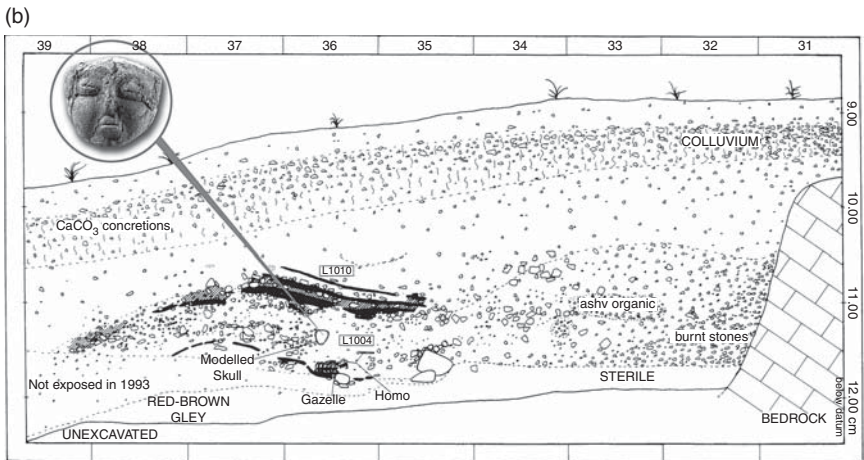 (b)
39 38 37 36 35 34 33 32 31
9.00
COLLUVIUM
10.00
CaCO3 concretions
L1010
11.00
ashv organic
burnt stones
L1004
Modelled
Skull
Not exposed in 1993
STERILE
Gazelle
Homo
RED-BROWN
GLEY
12.00 cm
below datum
BEDROCK
UNEXCAVATED